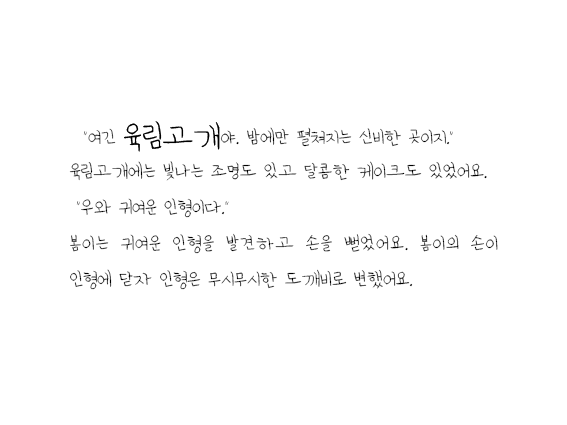 "여긴 육림고개야. 밤에만 펼쳐지는 신비한 곳이지."
육림고개에는 빛나는 조명도 있고 달콤한 케이크도 있었어요.
"우와 귀여운 인형이다."
봄이는 귀여운 인형을 발견하고 손을 뻗었어요. 봄이의 손이
인형에 닿자 인형은 무시무시한 도깨비로 변했어요.